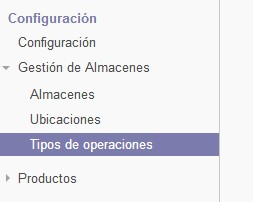 Configuración
Configuración
Gestión de Almacenes
Almacenes
Ubicaciones
Tipos de operaciones
Productos